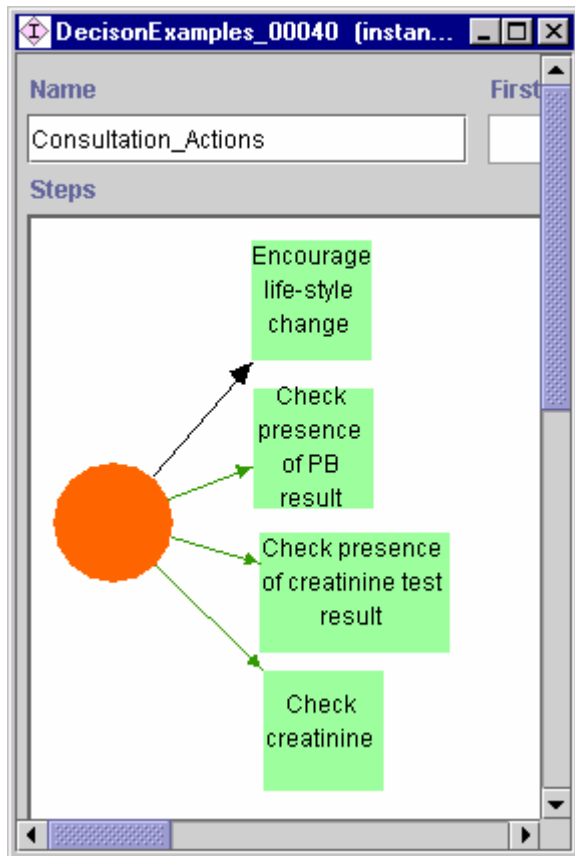 DecisonExamples_00040 (instan...
Name
First
Consultation_Actions
Steps
Encourage
life-style
change
Check
presence
of PB
result
Check presence
of creatinine test
result
Check
creatinine